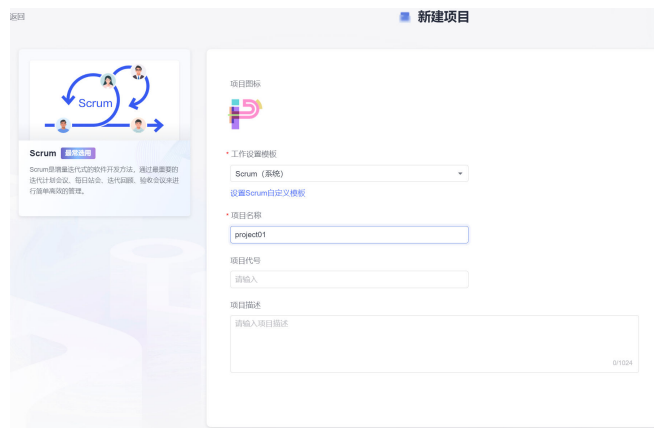 返回
新建项目
Scrum
Scrum 最常选用
Scrum是增量迭代式的软件开发方法，通过最重要的
迭代计划会议、每日站会、迭代回顾、验收会议来进
行简单高效的管理。
项目图标
* 工作设置模板
Scrum（系统）
设置Scrum自定义模板
* 项目名称
project01
项目代号
请输入
项目描述
请输入项目描述
0/1024